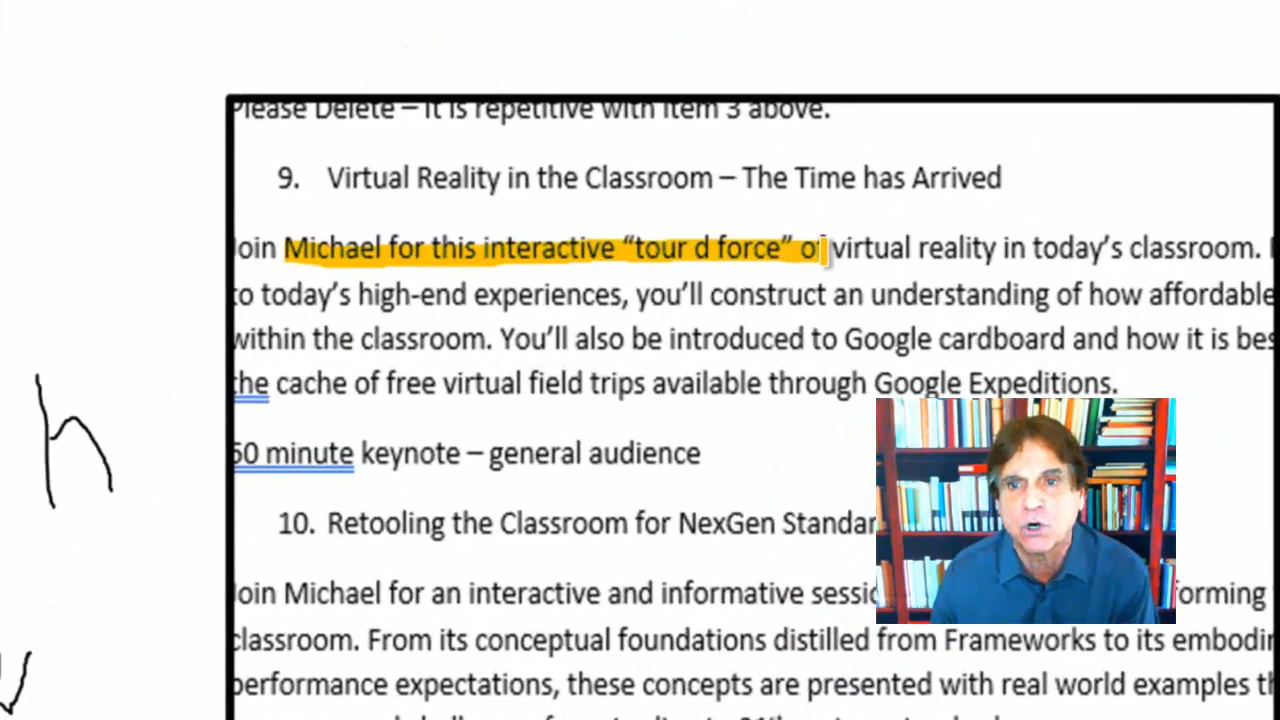 Please Delete – It is repetitive with item 3 above.
9. Virtual Reality in the Classroom – The Time has Arrived
Join Michael for this interactive “tour d force” of virtual reality in today’s classroom.
to today’s high-end experiences, you’ll construct an understanding of how affordable
within the classroom. You’ll also be introduced to Google cardboard and how it is bes
the cache of free virtual field trips available through Google Expeditions.
60 minute keynote – general audience
10. Retooling the Classroom for NexGen Standar
h
Join Michael for an interactive and informative sessio forming
classroom. From its conceptual foundations distilled from Frameworks to its embodi
performance expectations, these concepts are presented with real world examples th